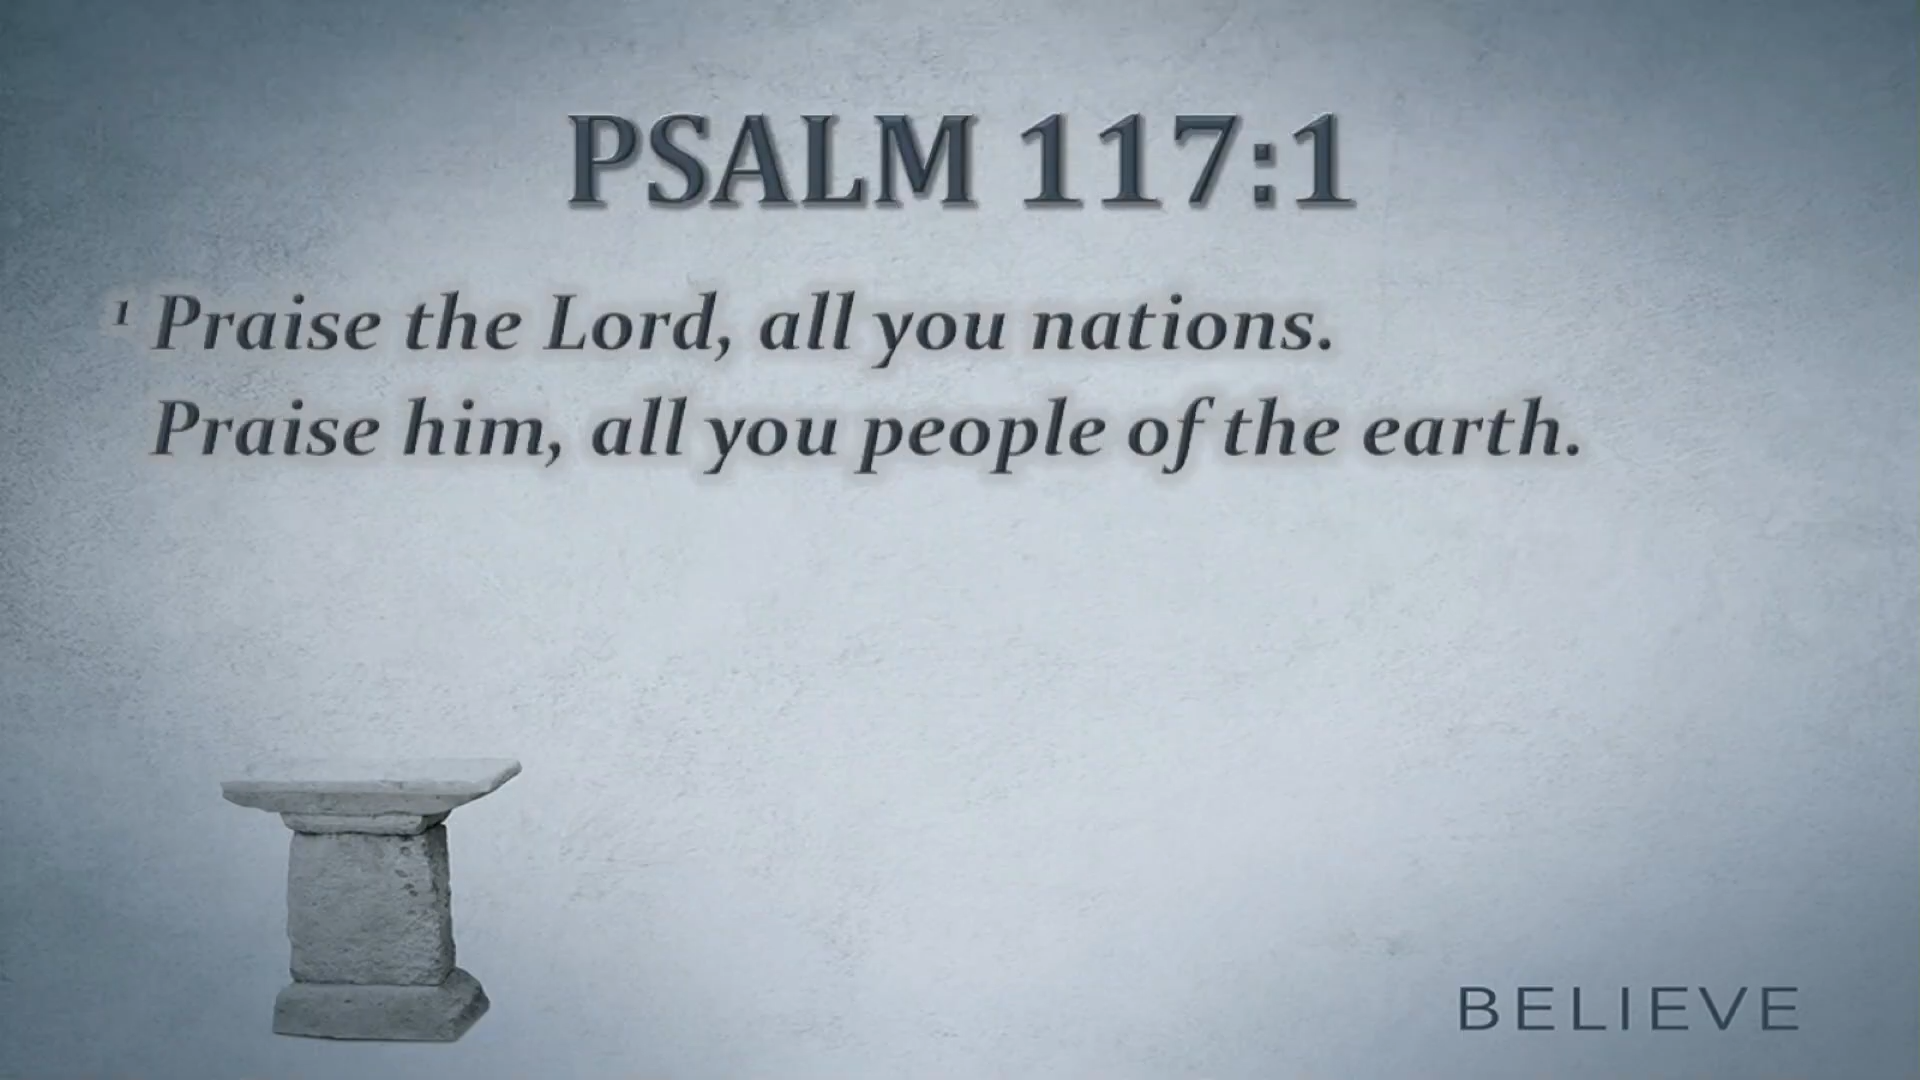 PSALM 117:1
¹ Praise the Lord, all you nations.
Praise him, all you people of the earth.
BELIEVE